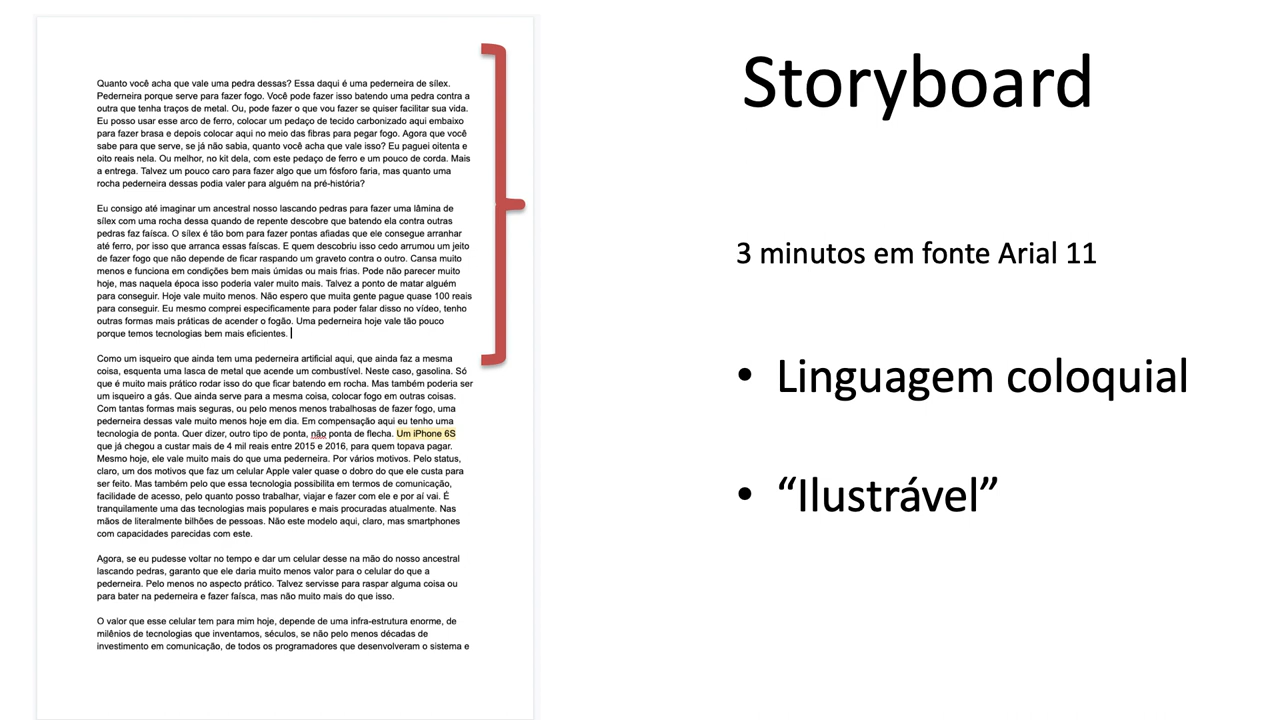 Quanto você acha que vale uma pedra dessas? Essa daqui é uma pederneira de sílex.
Pederneira porque serve para fazer fogo. Você pode fazer isso batendo uma pedra contra a
outra que tenha traços de metal. Ou, pode fazer o que vou fazer se quiser facilitar sua vida.
Eu posso usar esse arco de ferro, colocar um pedaço de tecido carbonizado aqui embaixo
para fazer brasa e depois colocar aqui no meio das fibras para pegar fogo. Agora que você
sabe para que serve, se já não sabia, quanto você acha que vale isso? Eu paguei oitenta e
oito reais nela. Ou melhor, no kit dela, com este pedaço de ferro e um pouco de corda. Mais
a entrega. Talvez um pouco caro para fazer algo que um fósforo faria, mas quanto uma
rocha pederneira dessas podia valer para alguém na pré-história?
Eu consigo até imaginar um ancestral nosso lascando pedras para fazer uma lâmina de
sílex com uma rocha dessa quando de repente descobre que batendo ela contra outras
pedras faz faísca. O sílex é tão bom para fazer pontas afiadas que ele consegue arranhar
até ferro, por isso que arranca essas faíscas. E quem descobriu isso cedo arrumou um jeito
de fazer fogo que não depende de ficar raspando um graveto contra o outro. Cansa muito
menos e funciona em condições bem mais úmidas ou mais frias. Pode não parecer muito
hoje, mas naquela época isso poderia valer muito mais. Talvez a ponto de matar alguém
para conseguir. Hoje vale muito menos. Não espero que muita gente pague quase 100 reais
para conseguir. Eu mesmo comprei especificamente para poder falar disso no vídeo, tenho
outras formas mais práticas de acender o fogão. Uma pederneira hoje vale tão pouco
porque temos tecnologias bem mais eficientes.
Como um isqueiro que ainda tem uma pederneira artificial aqui, que ainda faz a mesma
coisa, esquenta uma lasca de metal que acende um combustível. Neste caso, gasolina. Só
que é muito mais prático rodar isso do que ficar batendo em rocha. Mas também poderia ser
um isqueiro a gás. Que ainda serve para a mesma coisa, colocar fogo em outras coisas.
Com tantas formas mais seguras, ou pelo menos menos trabalhosas de fazer fogo, uma
pederneira dessas vale muito menos hoje em dia. Em compensação aqui eu tenho uma
tecnologia de ponta. Quer dizer, outro tipo de ponta, não ponta de flecha. Um iPhone 6S
que já chegou a custar mais de 4 mil reais entre 2015 e 2016, para quem topava pagar.
Mesmo hoje, ele vale muito mais do que uma pederneira. Por vários motivos. Pelo status,
claro, um dos motivos que faz um celular Apple valer quase o dobro do que ele custa para
ser feito. Mas também pelo que essa tecnologia possibilita em termos de comunicação,
facilidade de acesso, pelo quanto posso trabalhar, viajar e fazer com ele e por aí vai. É
tranquilamente uma das tecnologias mais populares e mais procuradas atualmente. Nas
mãos de literalmente bilhões de pessoas. Não este modelo aqui, claro, mas smartphones
com capacidades parecidas com este.
Agora, se eu pudesse voltar no tempo e dar um celular desse na mão do nosso ancestral
lascando pedras, garanto que ele daria muito menos valor para o celular do que a
pederneira. Pelo menos no aspecto prático. Talvez servisse para raspar alguma coisa ou
para bater na pederneira e fazer faísca, mas não muito mais do que isso.
O valor que esse celular tem para mim hoje, depende de uma infra-estrutura enorme, de
milênios de tecnologias que inventamos, séculos, se não pelo menos décadas de
investimento em comunicação, de todos os programadores que desenvolveram o sistema e
Storyboard
3 minutos em fonte Arial 11
• Linguagem coloquial
• “Ilustrável”